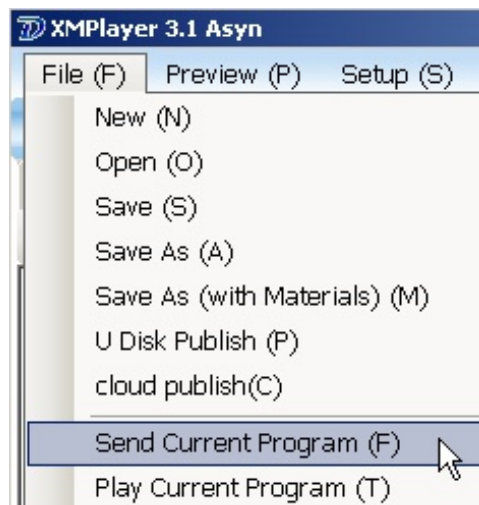 XMPlayer 3.1 Asyn
File (F) Preview (P) Setup (S)
New (N)
Open (O)
Save (S)
Save As (A)
Save As (with Materials) (M)
U Disk Publish (P)
cloud publish(C)
Send Current Program (F)
Play Current Program (T)